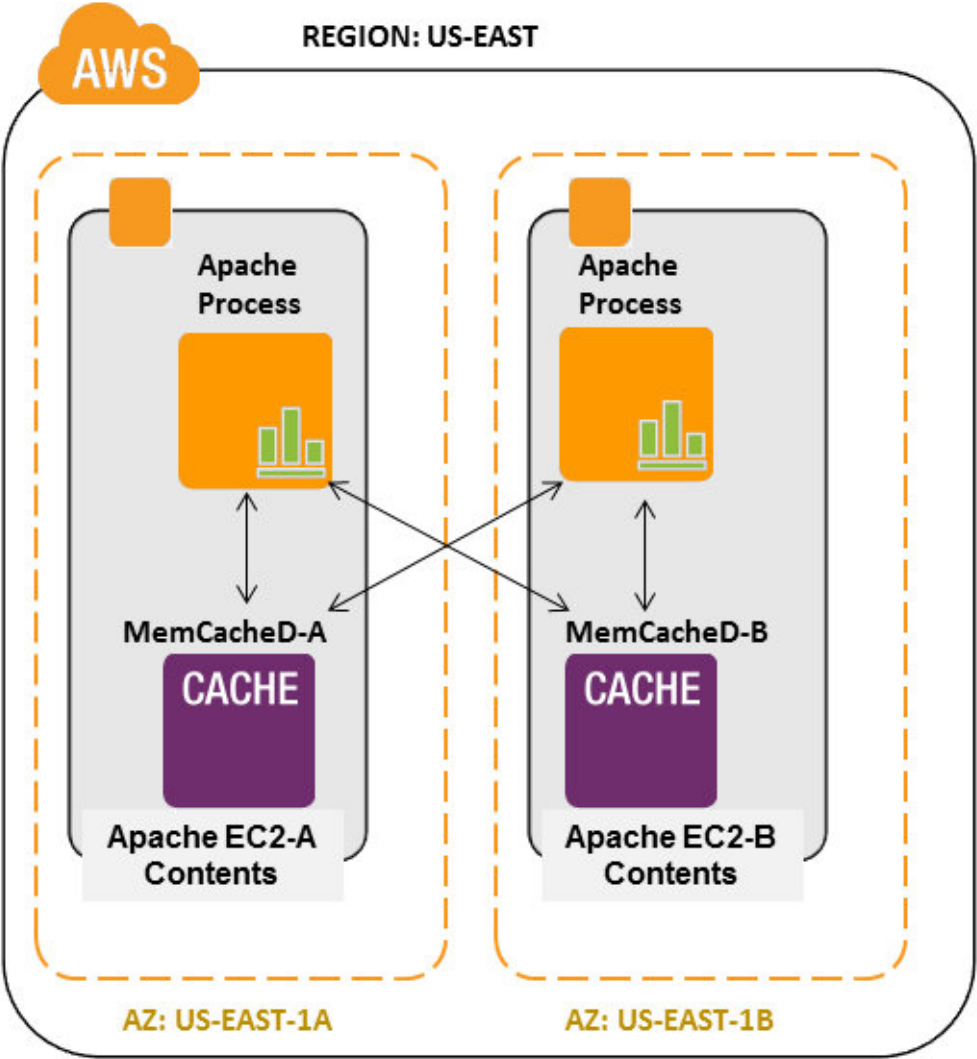 AWS
REGION: US-EAST
Apache
Process
MemCacheD-A
CACHE
Apache EC2-A
Contents
AZ: US-EAST-1A
Apache
Process
MemCacheD-B
CACHE
Apache EC2-B
Contents
AZ: US-EAST-1B